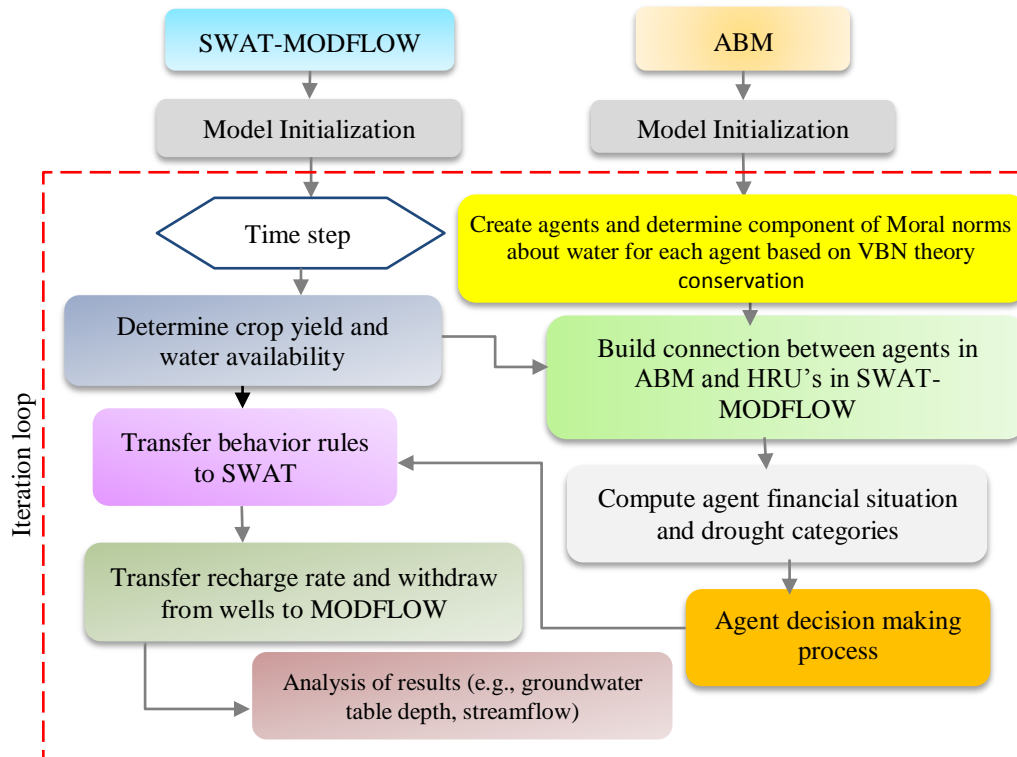 SWAT-MODFLOW
ABM
Model Initialization
Model Initialization
Iteration loop
Time step
Create agents and determine component of Moral norms
about water for each agent based on VBN theory
conservation
Determine crop yield and
water availability
Build connection between agents in
ABM and HRU’s in SWAT-
MODFLOW
Transfer behavior rules
to SWAT
Compute agent financial situation
and drought categories
Transfer recharge rate and withdraw
from wells to MODFLOW
Agent decision making
process
Analysis of results (e.g., groundwater
table depth, streamflow)